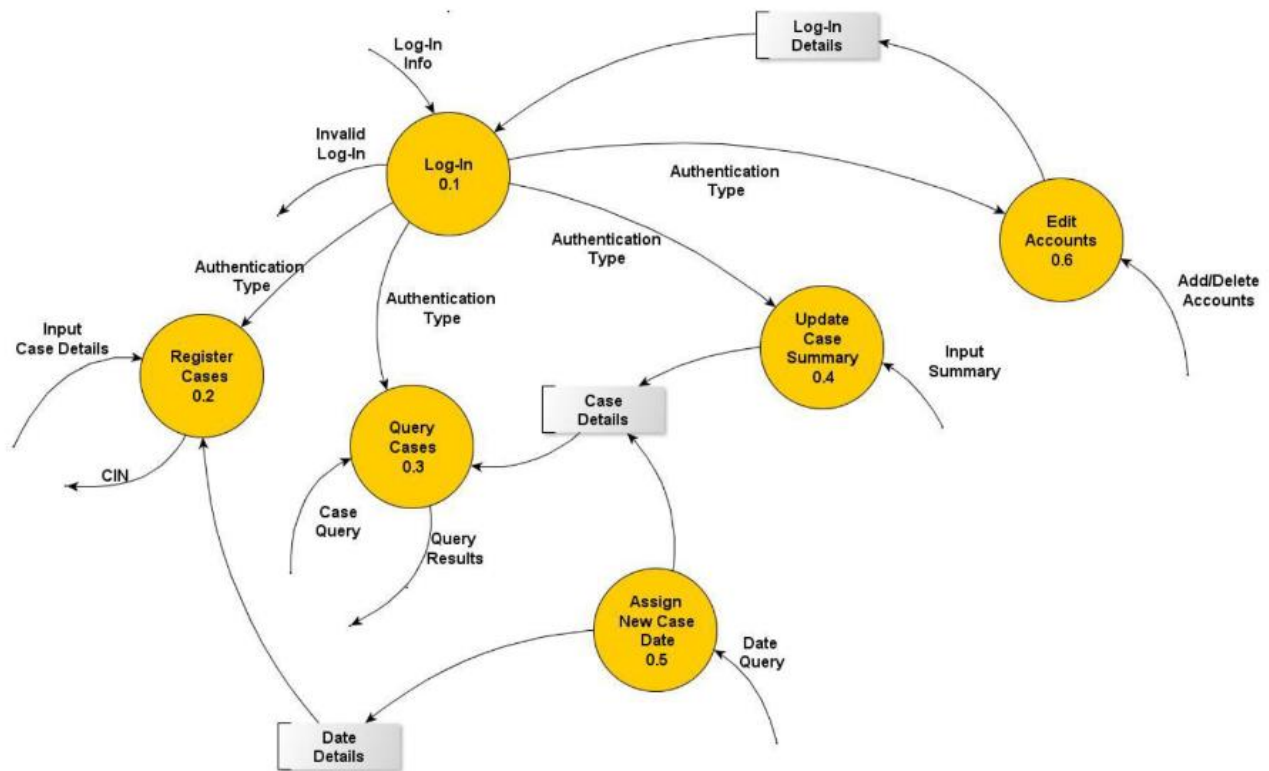 Log-In
Details
Log-In
Info
Invalid
Log-In
Log-In
0.1
Authentication
Type
Edit
Accounts
0.6
Authentication
Type
Authentication
Type
Add/Delete
Accounts
Authentication
Type
Input
Case Details
Register
Cases
0.2
Update
Case
Summary
0.4
Input
Summary
Case
Details
Query
Cases
0.3
CIN
Case
Query
Query
Results
Assign
New Case
Date
0.5
Date
Query
Date
Details